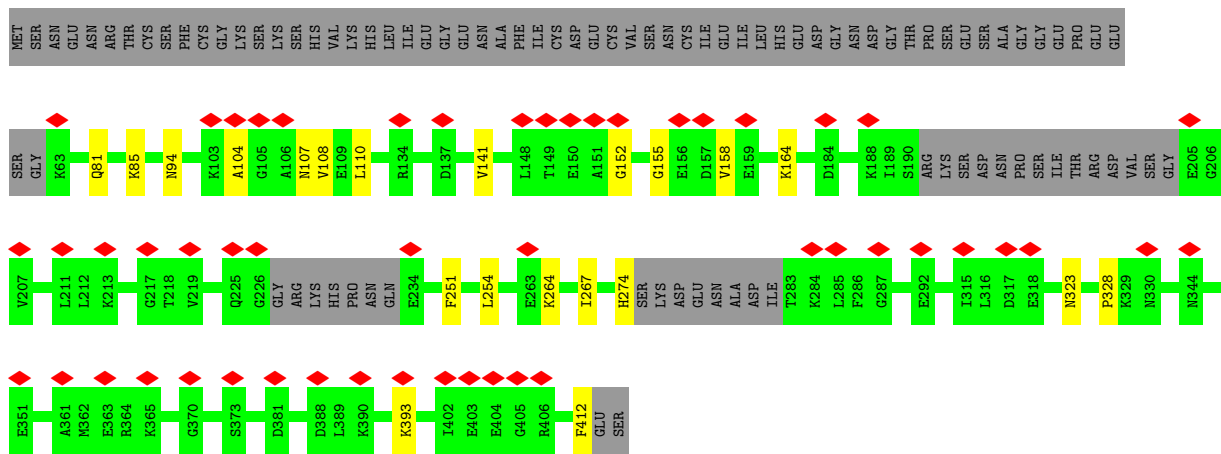 MET SER ASN GLU ASN ARG THR CYS SER PHE CYS GLY LYS SER LYS SER HIS VAL LYS HIS LEU ILE GLU GLY GLU ASN ALA PHE ILE CYS ASP GLU CYS VAL SER ASN CYS ILE GLU ILE LEU HIS GLU ASP GLY ASN ASP GLY THR PRO SER GLU SER ALA GLY GLY GLU PRO GLU GLU
SER GLY K63 Q81 K85 N94 K103 A104 G105 A106 N107 V108 E109 L110 R134 D137 V141 L148 T149 E150 A151 G152 G155 E156 D157 V158 E159 K164 D184 K188 I189 S190 ARG LYS SER ASP ASN PRO SER ILE THR ARG ASP VAL SER GLY E205 G206
V207 L211 L212 K213 G217 T218 V219 Q225 G226 GLY ARG LYS HIS PRO ASN GLN E234 F251 L254 E263 K264 I267 H274 SER LYS ASP GLU ASN ALA ASP ILE T283 K284 L285 F286 G287 E292 I315 L316 D317 E318 N323 P328 K329 N330 N344
E351 A361 M362 E363 R364 K365 G370 S373 D381 D388 L389 K390 K393 I402 E403 E404 G405 R406 F412 GLU SER